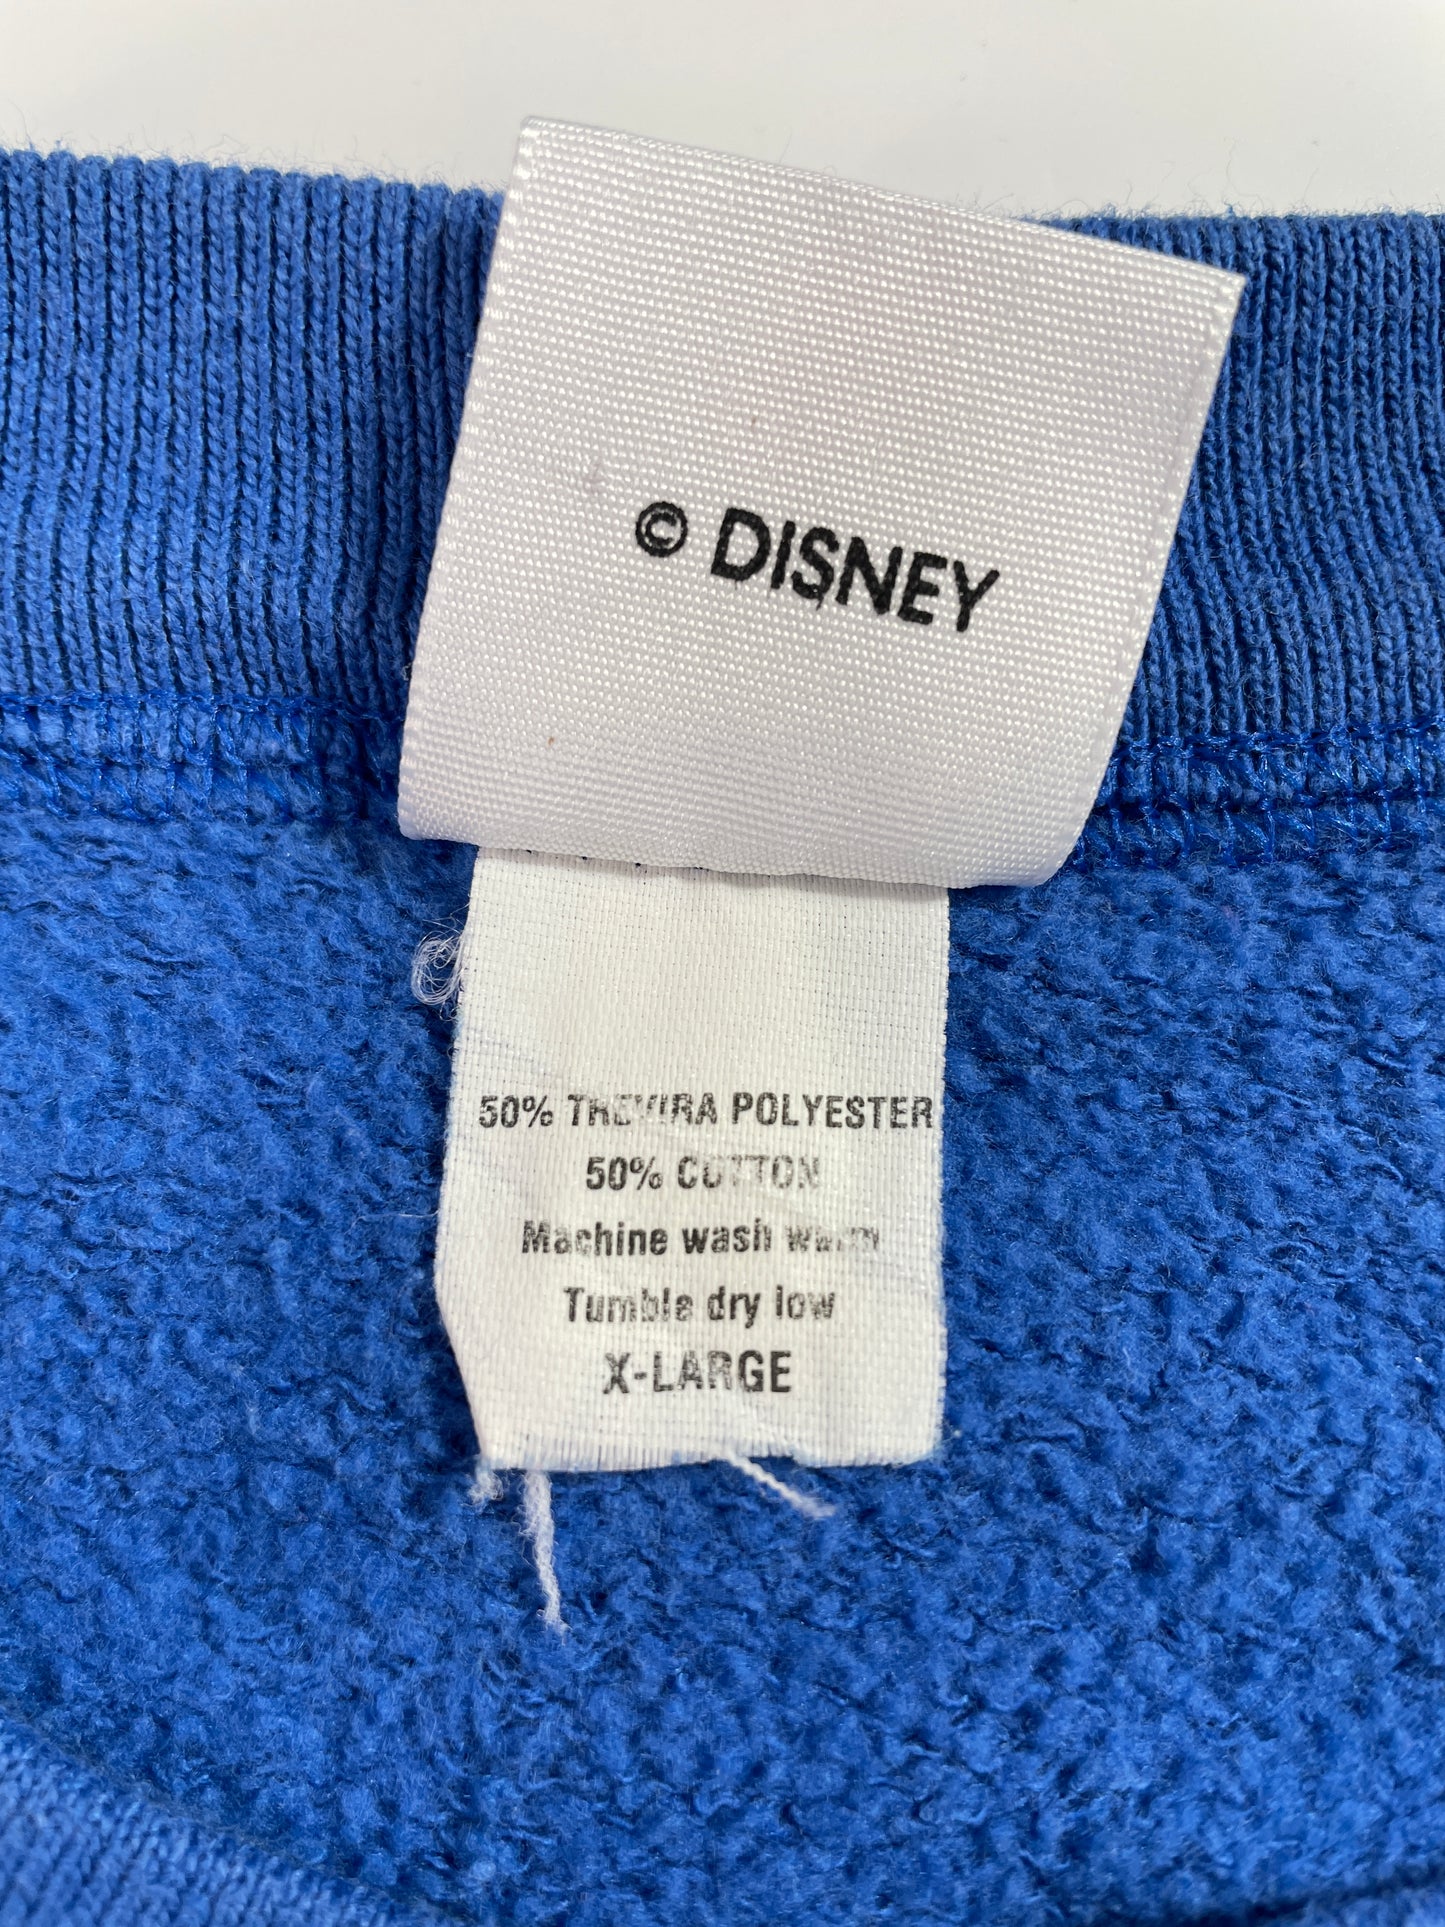 © DISNEY
50% TREVIRA POLYESTER
50% COTTON
Machine wash warm
Tumble dry low
X-LARGE